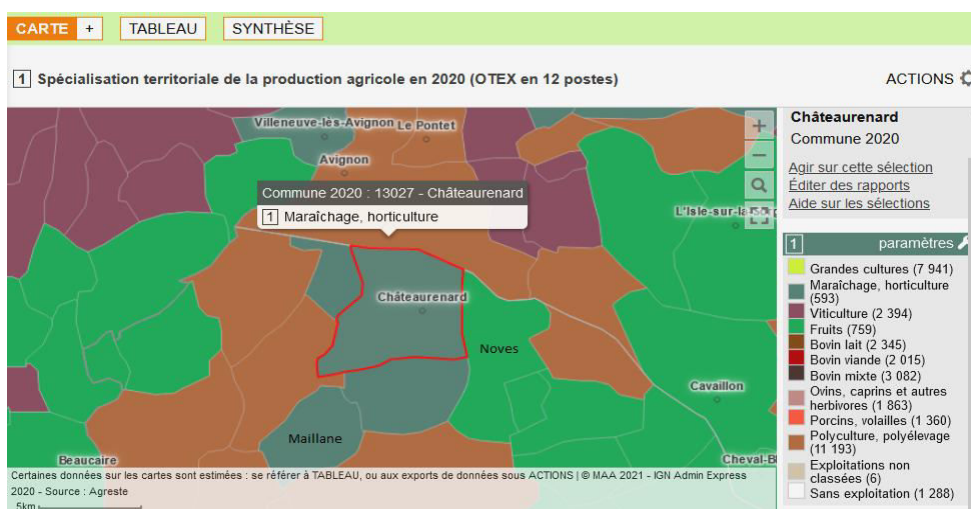 CARTE +
TABLEAU
SYNTHÈSE
1 Spécialisation territoriale de la production agricole en 2020 (OTEX en 12 postes)
ACTIONS
Villeneuve-lès-Avignon
Le Pontet
Avignon
Commune 2020 : 13027 - Châteaurenard
1 Maraîchage, horticulture
L'Isle-sur-la-Sorg
Châteaurenard
Noves
Cavaillon
Maillane
Beaucaire
Cheval-B
Certaines données sur les cartes sont estimées : se référer à TABLEAU, ou aux exports de données sous ACTIONS | © MAA 2021 - IGN Admin Express
2020 - Source : Agreste
5km
+
−
Châteaurenard
Commune 2020
Agir sur cette sélection
Éditer des rapports
Aide sur les sélections
1 paramètres
Grandes cultures (7 941)
Maraîchage, horticulture
(593)
Viticulture (2 394)
Fruits (759)
Bovin lait (2 345)
Bovin viande (2 015)
Bovin mixte (3 082)
Ovins, caprins et autres
herbivores (1 863)
Porcins, volailles (1 360)
Polyculture, polyélevage
(11 193)
Exploitations non
classées (6)
Sans exploitation (1 288)